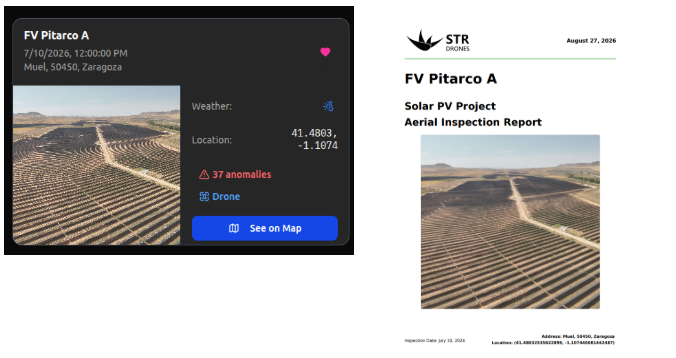 FV Pitarco A
7/10/2026, 12:00:00 PM
Muel, 50450, Zaragoza
Weather:
Location:
41.4803,
-1.1074
37 anomalies
Drone
See on Map
STR
DRONES
August 27, 2026
FV Pitarco A
Solar PV Project
Aerial Inspection Report
Inspection Date: July 10, 2026
Address: Muel, 50450, Zaragoza